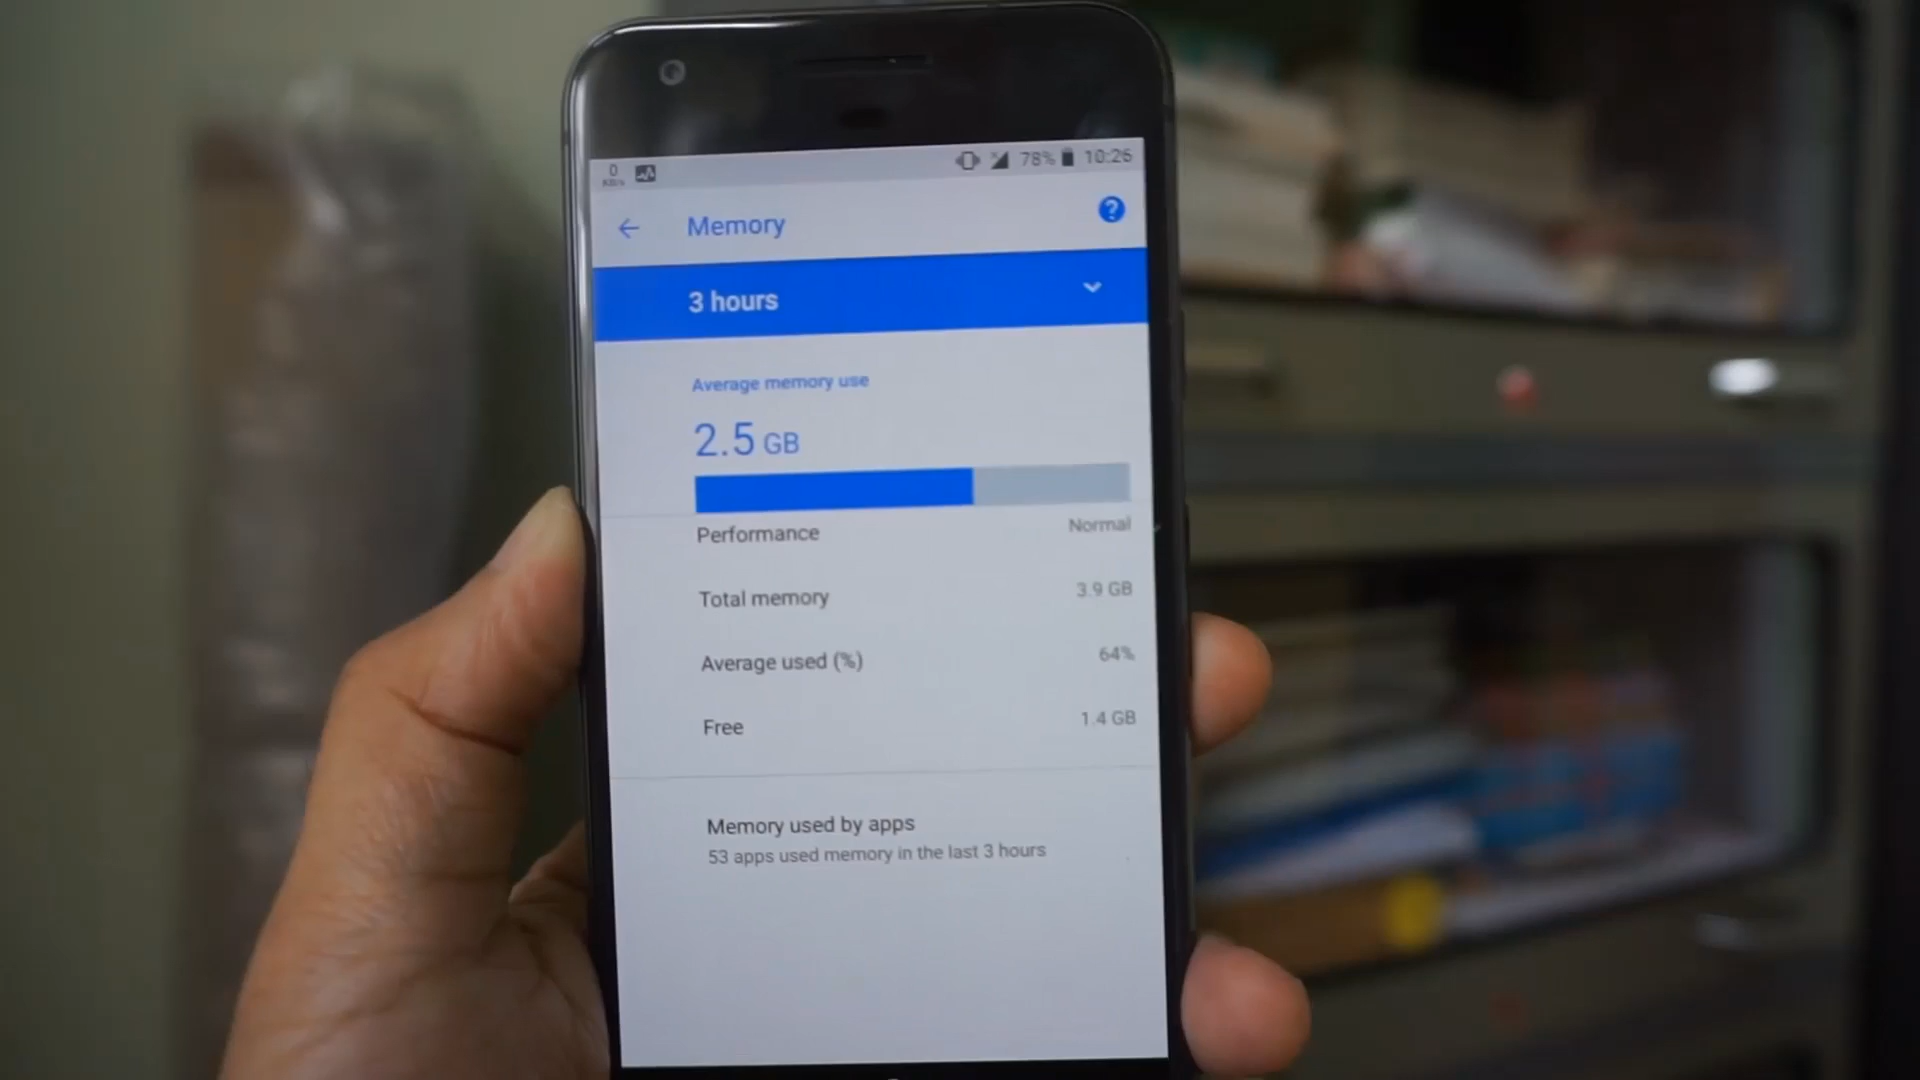 0
KB/s
78% 10:26
Memory
?
3 hours
Average memory use
2.5 GB
Performance Normal
Total memory 3.9 GB
Average used (%) 64%
Free 1.4 GB
Memory used by apps
53 apps used memory in the last 3 hours